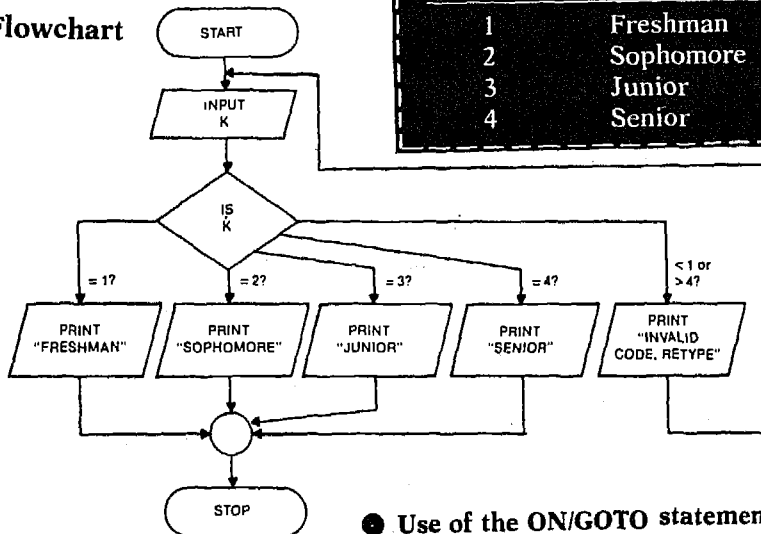 Flowchart
START
1 Freshman
2 Sophomore
3 Junior
4 Senior
INPUT
K
IS
K
= 1?
= 2?
= 3?
= 4?
< 1 or
> 4?
PRINT
"FRESHMAN"
PRINT
"SOPHOMORE"
PRINT
"JUNIOR"
PRINT
"SENIOR"
PRINT
"INVALID
CODE, RETYPE"
STOP
Use of the ON/GOTO statemen